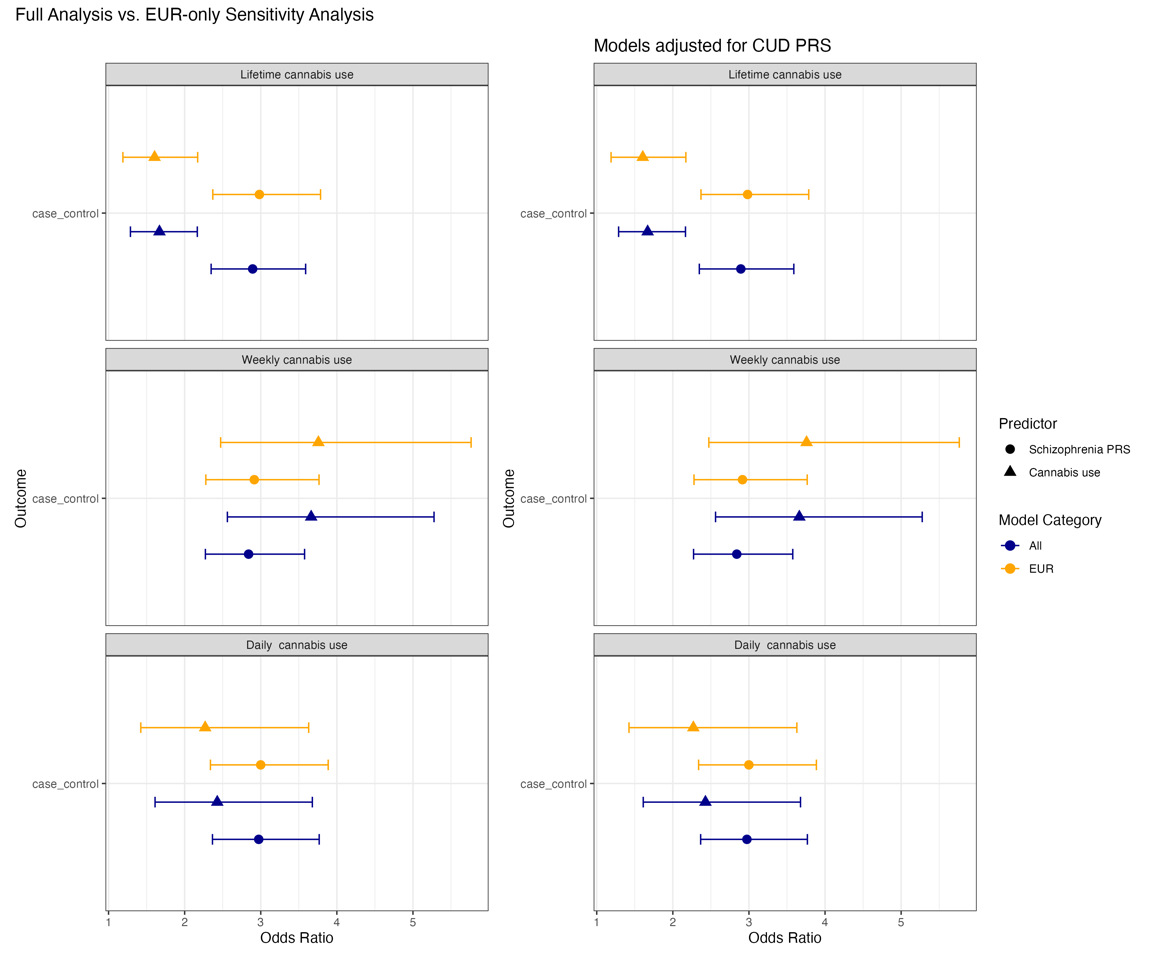 Full Analysis vs. EUR-only Sensitivity Analysis
Models adjusted for CUD PRS
Lifetime cannabis use
Lifetime cannabis use
case_control
case_control
Weekly cannabis use
Weekly cannabis use
case_control
case_control
Outcome
Outcome
Daily  cannabis use
Daily  cannabis use
case_control
case_control
1 2 3 4 5
1 2 3 4 5
Odds Ratio
Odds Ratio
Predictor
Schizophrenia PRS
Cannabis use
Model Category
All
EUR